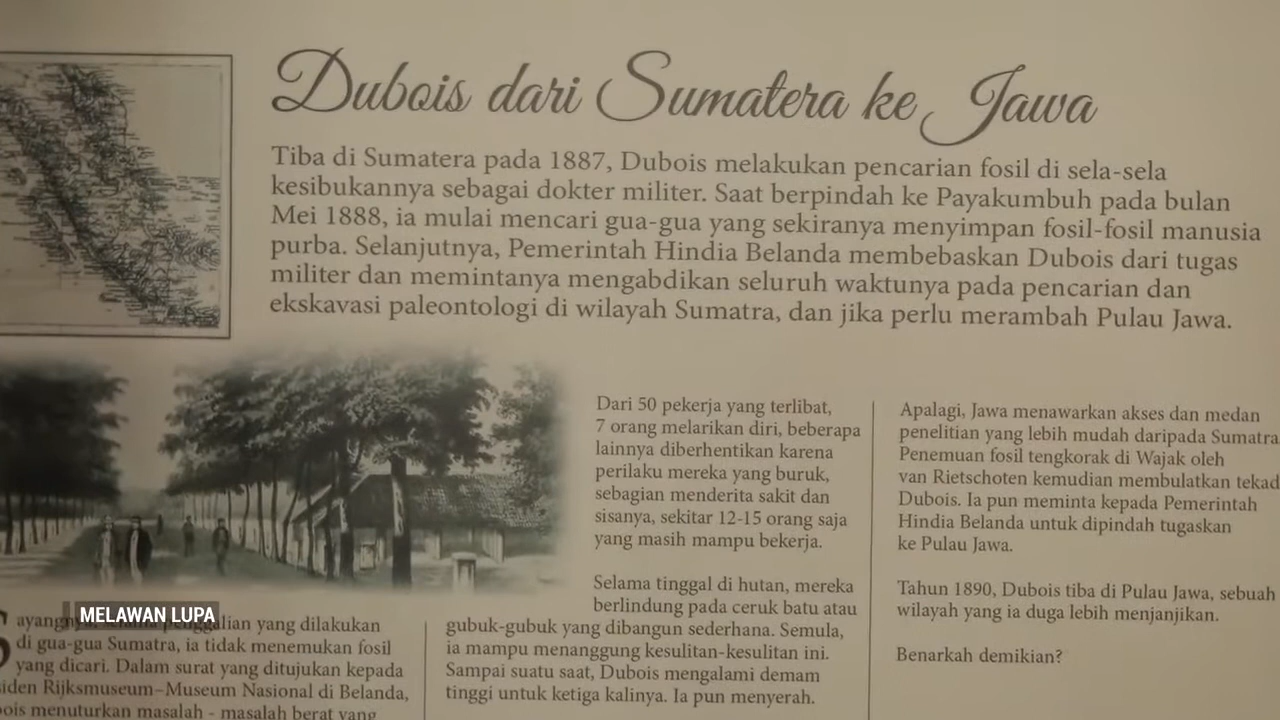 Dubois dari Sumatera ke Jawa
Tiba di Sumatera pada 1887, Dubois melakukan pencarian fosil di sela-sela
kesibukannya sebagai dokter militer. Saat berpindah ke Payakumbuh pada bulan
Mei 1888, ia mulai mencari gua-gua yang sekiranya menyimpan fosil-fosil manusia
purba. Selanjutnya, Pemerintah Hindia Belanda membebaskan Dubois dari tugas
militer dan memintanya mengabdikan seluruh waktunya pada pencarian dan
ekskavasi paleontologi di wilayah Sumatra, dan jika perlu merambah Pulau Jawa.
Sayangnya, selama penggalian yang dilakukan
di gua-gua Sumatra, ia tidak menemukan fosil
yang dicari. Dalam surat yang ditujukan kepada
Rijksmuseum–Museum Nasional di Belanda,
menuturkan masalah - masalah berat yang
Dari 50 pekerja yang terlibat,
7 orang melarikan diri, beberapa
lainnya diberhentikan karena
perilaku mereka yang buruk,
sebagian menderita sakit dan
sisanya, sekitar 12-15 orang saja
yang masih mampu bekerja.
Selama tinggal di hutan, mereka
berlindung pada ceruk batu atau
gubuk-gubuk yang dibangun sederhana. Semula,
ia mampu menanggung kesulitan-kesulitan ini.
Sampai suatu saat, Dubois mengalami demam
tinggi untuk ketiga kalinya. Ia pun menyerah.
Apalagi, Jawa menawarkan akses dan medan
penelitian yang lebih mudah daripada Sumatra
Penemuan fosil tengkorak di Wajak oleh
van Rietschoten kemudian membulatkan tekad
Dubois. Ia pun meminta kepada Pemerintah
Hindia Belanda untuk dipindah tugaskan
ke Pulau Jawa.
Tahun 1890, Dubois tiba di Pulau Jawa, sebuah
wilayah yang ia duga lebih menjanjikan.
Benarkah demikian?
MELAWAN LUPA